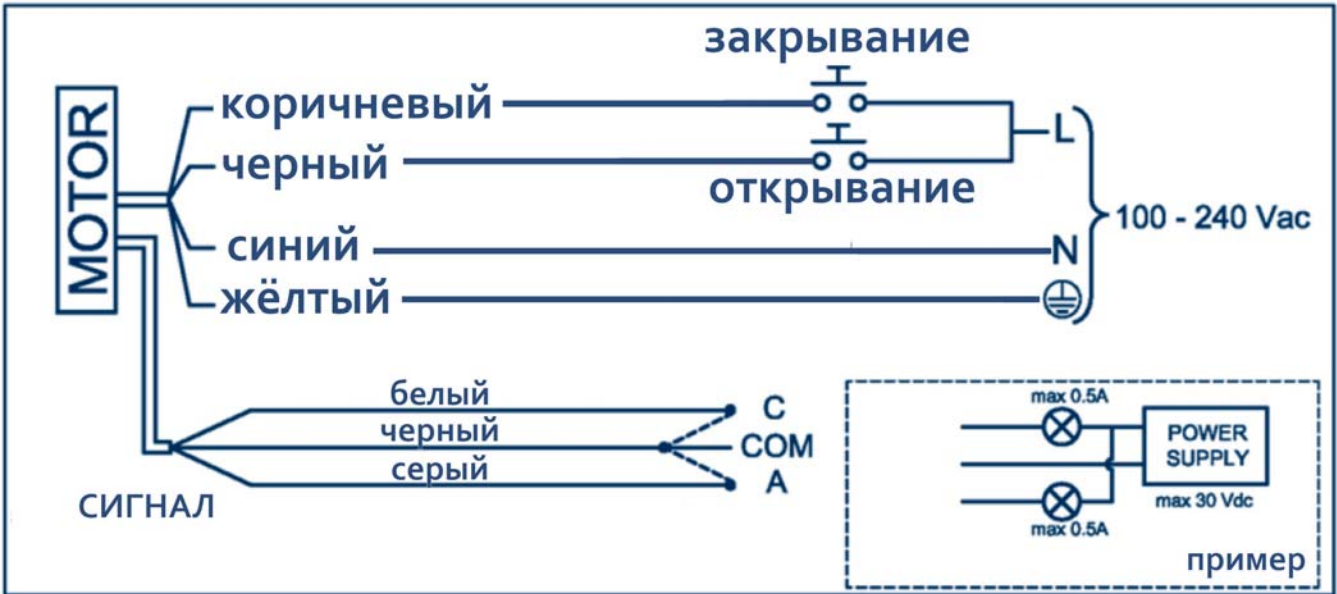 закрывание
MOTOR
коричневый
L
черный
открывание
100 - 240 Vac
синий
N
жёлтый
белый
C
черный
COM
серый
A
СИГНАЛ
max 0.5A
POWER
SUPPLY
max 30 Vdc
max 0.5A
пример